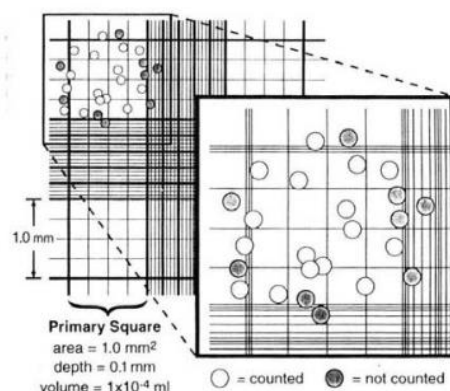 1.0 mm
Primary Square
area = 1.0 mm²
depth = 0.1 mm
volume = 1x10⁻⁴ ml
= counted
= not counted